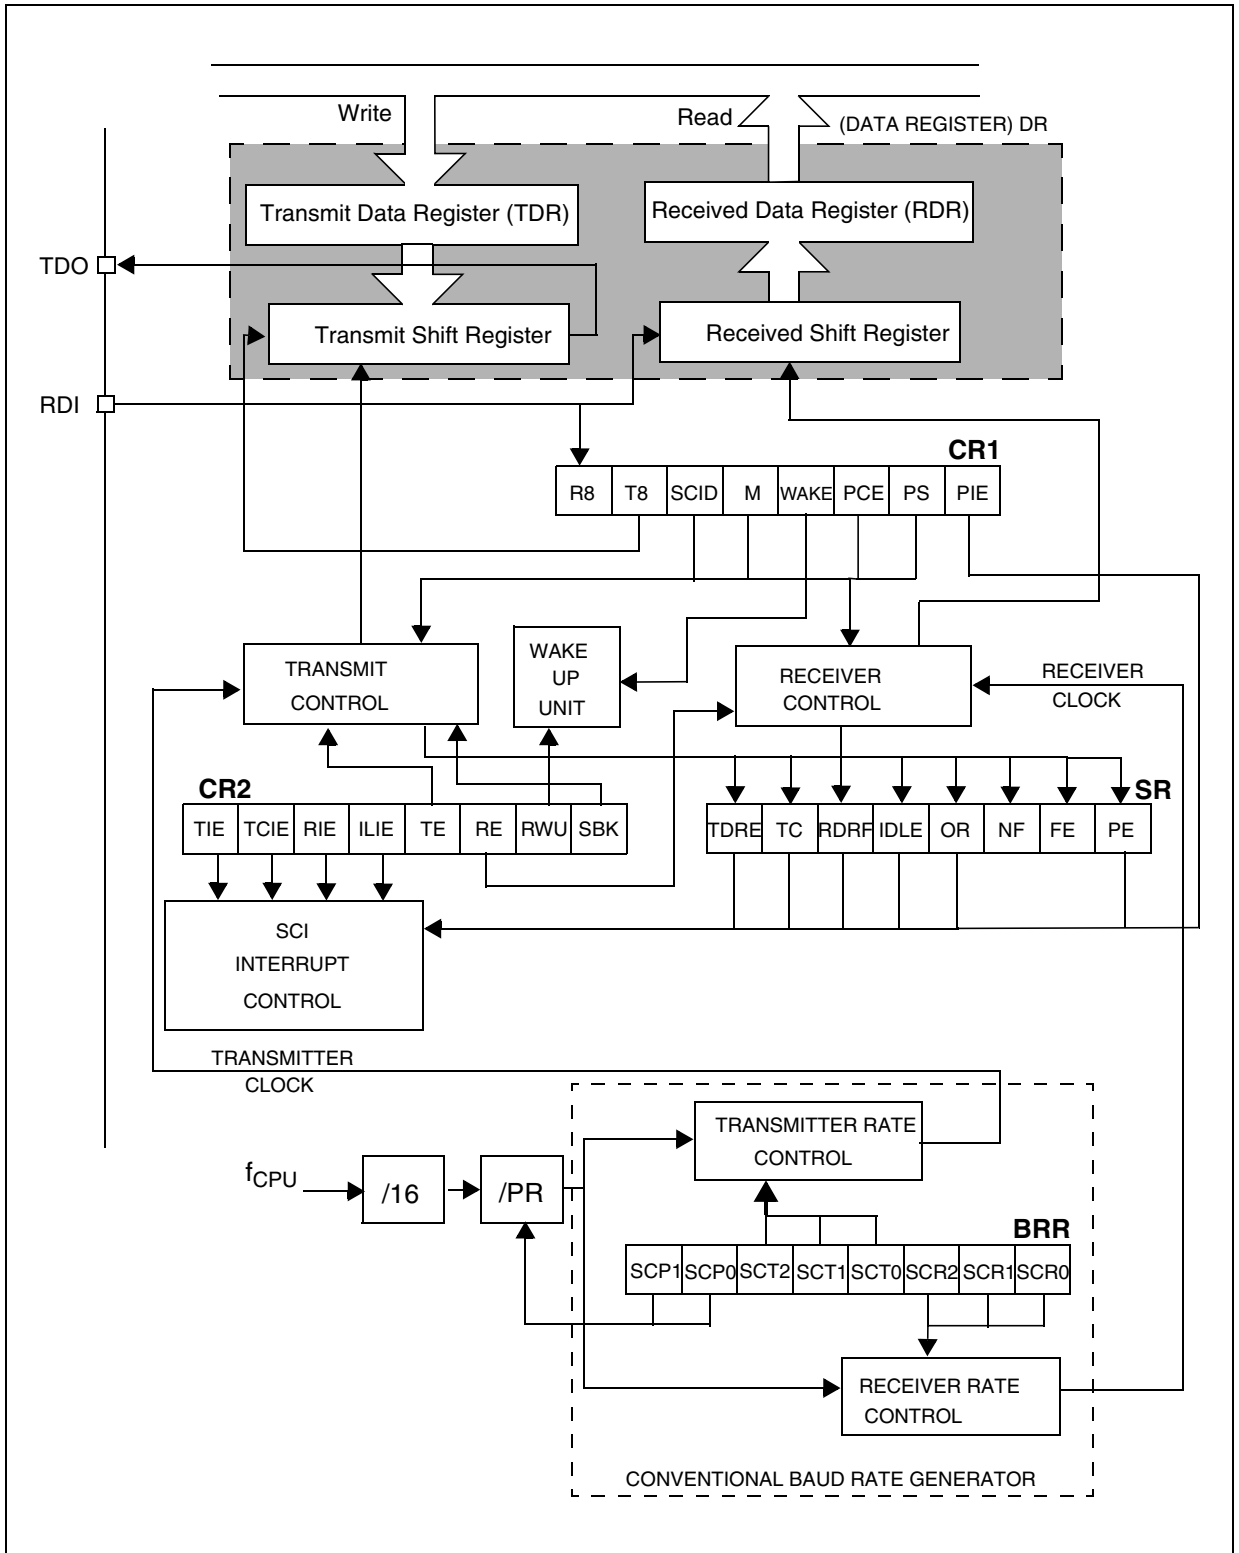 Write
Read
(DATA REGISTER) DR
Transmit Data Register (TDR)
Received Data Register (RDR)
TDO
Transmit Shift Register
Received Shift Register
RDI
CR1
R8 T8 SCID M WAKE PCE PS PIE
TRANSMIT
CONTROL
WAKE
UP
UNIT
RECEIVER
CONTROL
RECEIVER
CLOCK
CR2
TIE TCIE RIE ILIE TE RE RWU SBK
SR
TDRE TC RDRF IDLE OR NF FE PE
SCI
INTERRUPT
CONTROL
TRANSMITTER
CLOCK
TRANSMITTER RATE
CONTROL
fCPU
/16
/PR
BRR
SCP1 SCP0 SCT2 SCT1 SCT0 SCR2 SCR1 SCR0
RECEIVER RATE
CONTROL
CONVENTIONAL BAUD RATE GENERATOR